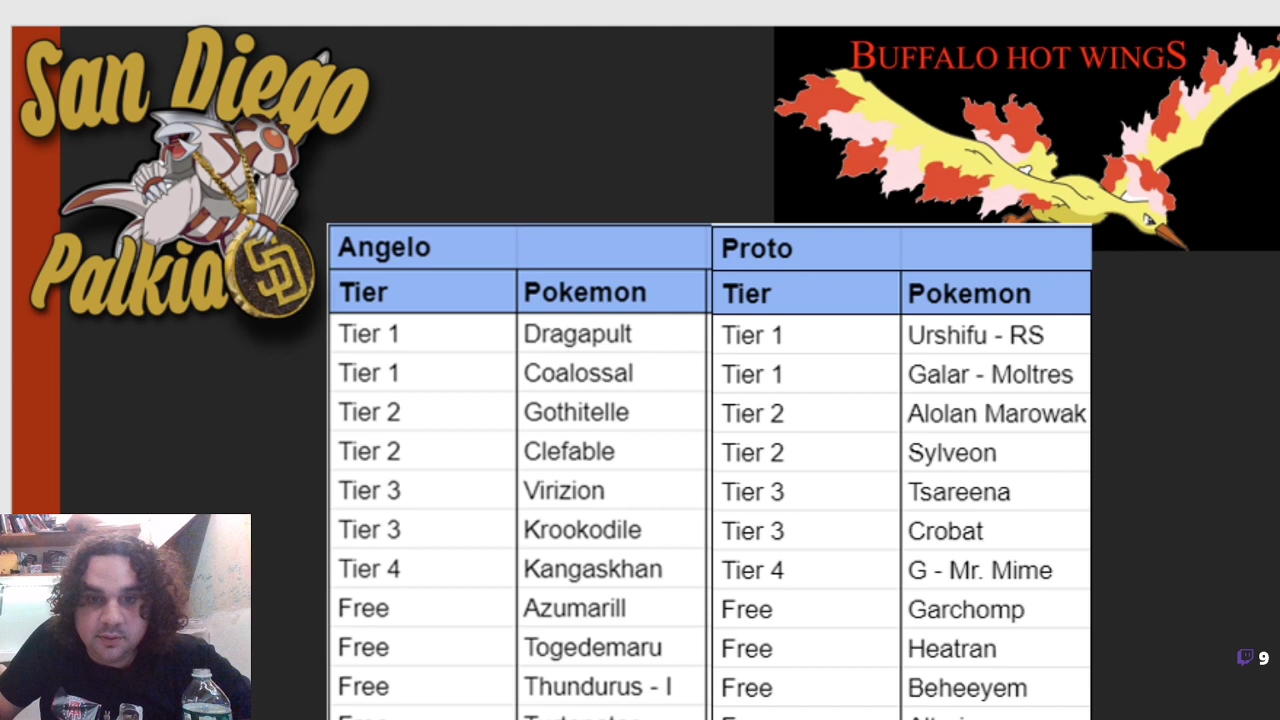 San Diego
Palkia
SD
BUFFALO HOT WINGS
Angelo
Tier Pokemon
Tier 1 Dragapult
Tier 1 Coalossal
Tier 2 Gothitelle
Tier 2 Clefable
Tier 3 Virizion
Tier 3 Krookodile
Tier 4 Kangaskhan
Free Azumarill
Free Togedemaru
Free Thundurus - I
Proto
Tier Pokemon
Tier 1 Urshifu - RS
Tier 1 Galar - Moltres
Tier 2 Alolan Marowak
Tier 2 Sylveon
Tier 3 Tsareena
Tier 3 Crobat
Tier 4 G - Mr. Mime
Free Garchomp
Free Heatran
Free Beheeyem
9